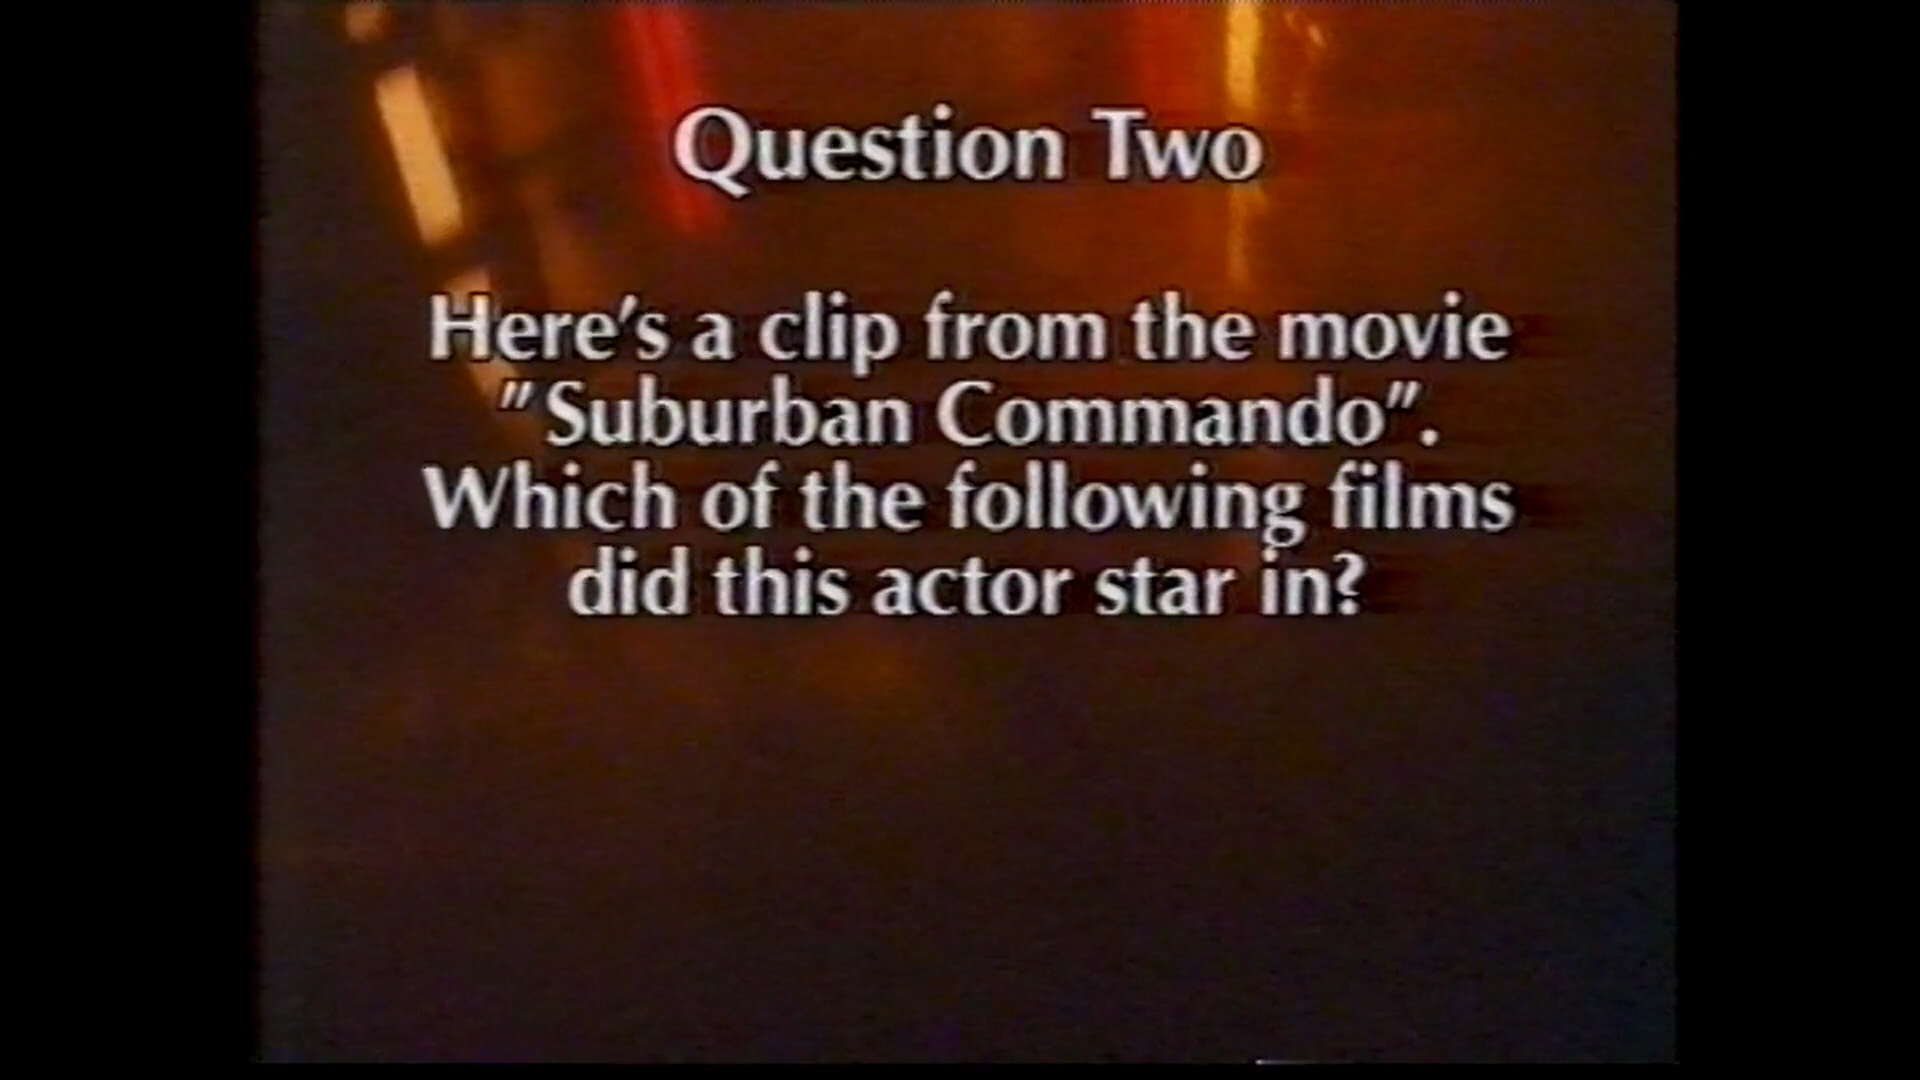 Question Two
Here's a clip from the movie
"Suburban Commando".
Which of the following films
did this actor star in?